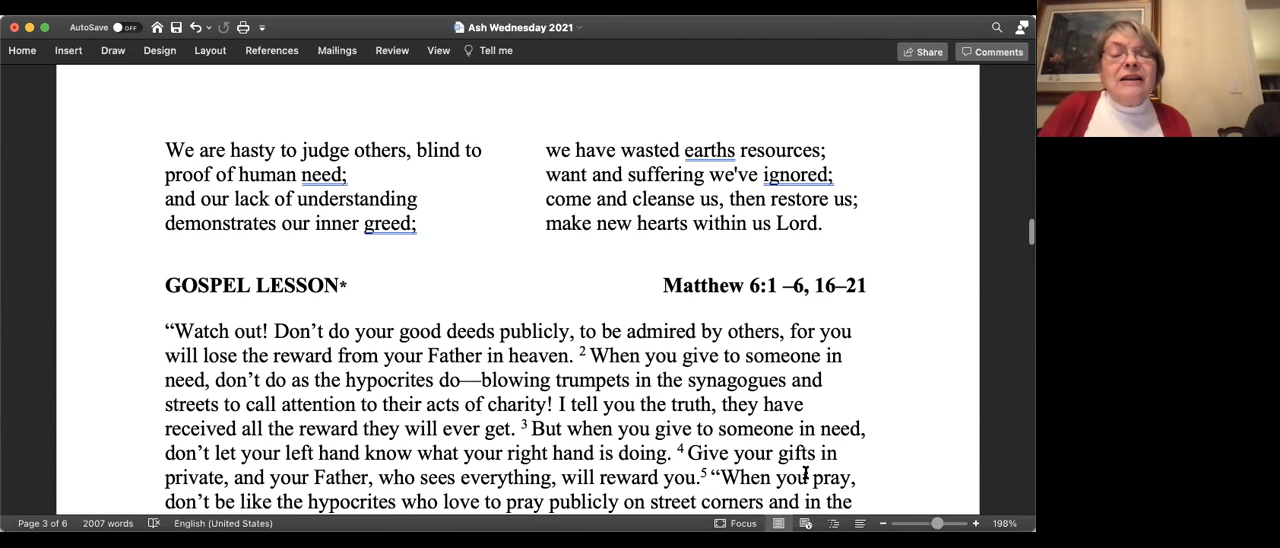 AutoSave OFF
Ash Wednesday 2021
Home Insert Draw Design Layout References Mailings Review View Tell me Share Comments
We are hasty to judge others, blind to
proof of human need;
and our lack of understanding
demonstrates our inner greed;
we have wasted earths resources;
want and suffering we've ignored;
come and cleanse us, then restore us;
make new hearts within us Lord.
GOSPEL LESSON* Matthew 6:1 –6, 16–21
“Watch out! Don’t do your good deeds publicly, to be admired by others, for you
will lose the reward from your Father in heaven. 2 When you give to someone in
need, don’t do as the hypocrites do—blowing trumpets in the synagogues and
streets to call attention to their acts of charity! I tell you the truth, they have
received all the reward they will ever get. 3 But when you give to someone in need,
don’t let your left hand know what your right hand is doing. 4 Give your gifts in
private, and your Father, who sees everything, will reward you.5 “When you pray,
don’t be like the hypocrites who love to pray publicly on street corners and in the
Page 3 of 6 2007 words English (United States) Focus 198%